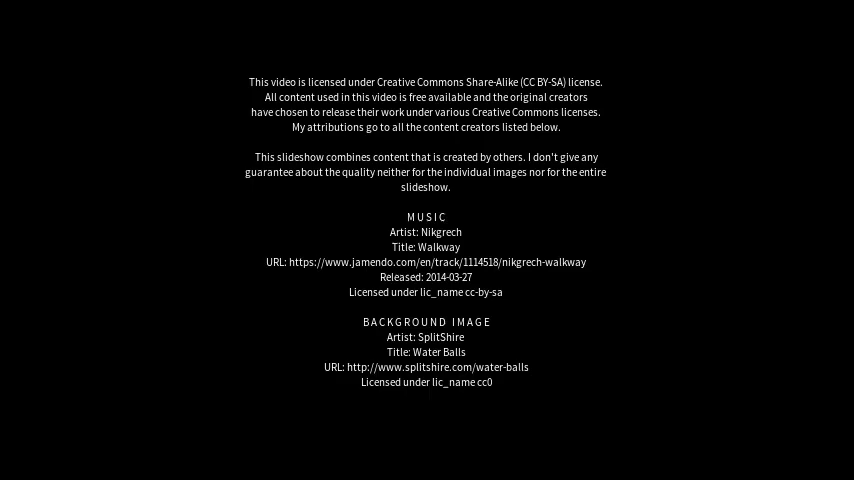 This video is licensed under Creative Commons Share-Alike (CC BY-SA) license.
All content used in this video is free available and the original creators
have chosen to release their work under various Creative Commons licenses.
My attributions go to all the content creators listed below.
This slideshow combines content that is created by others. I don't give any
guarantee about the quality neither for the individual images nor for the entire
slideshow.
MUSIC
Artist: Nikgrech
Title: Walkway
URL: https://www.jamendo.com/en/track/1114518/nikgrech-walkway
Released: 2014-03-27
Licensed under lic_name cc-by-sa
BACKGROUND IMAGE
Artist: SplitShire
Title: Water Balls
URL: http://www.splitshire.com/water-balls
Licensed under lic_name cc0